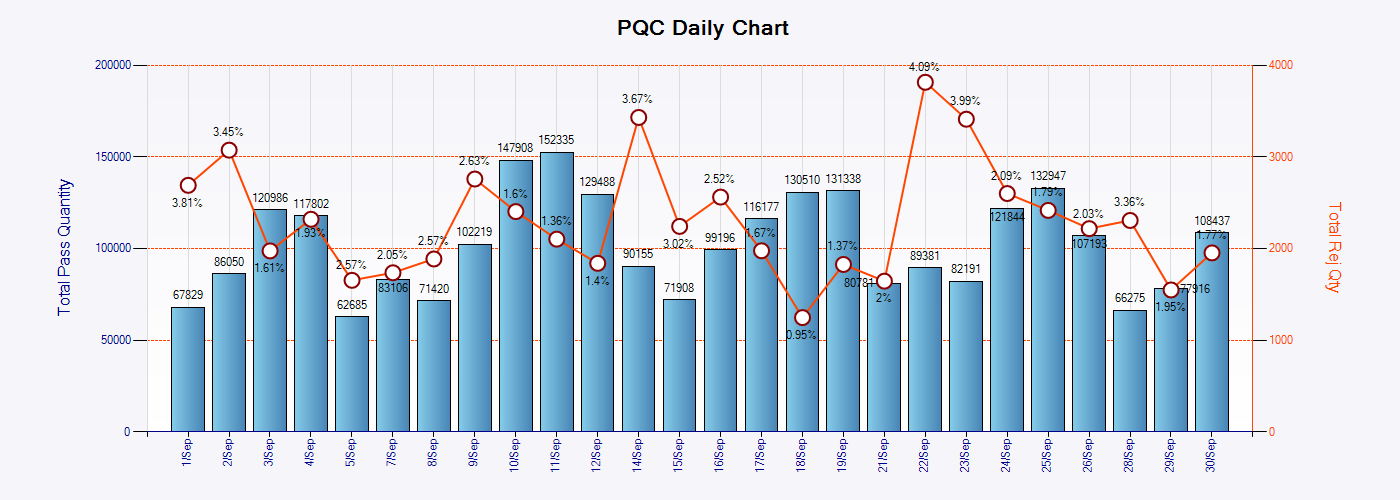 PQC Daily Chart
Total Pass Quantity
200000
150000
100000
50000
0
4000
3000
2000
1000
0
Total Rej Qty
3.81%
3.45%
1.61%
1.93%
2.57%
2.05%
2.57%
2.63%
1.6%
1.36%
1.4%
3.67%
3.02%
2.52%
1.67%
0.95%
1.37%
2%
4.09%
3.99%
2.09%
1.79%
2.03%
3.36%
1.95%
1.77%
67829
86050
120986
117802
62685
83106
71420
102219
147908
152335
129488
90155
71908
99196
116177
130510
131338
80781
89381
82191
121844
132947
107193
66275
77916
108437
1/Sep
2/Sep
3/Sep
4/Sep
5/Sep
7/Sep
8/Sep
9/Sep
10/Sep
11/Sep
12/Sep
14/Sep
15/Sep
16/Sep
17/Sep
18/Sep
19/Sep
21/Sep
22/Sep
23/Sep
24/Sep
25/Sep
26/Sep
28/Sep
29/Sep
30/Sep